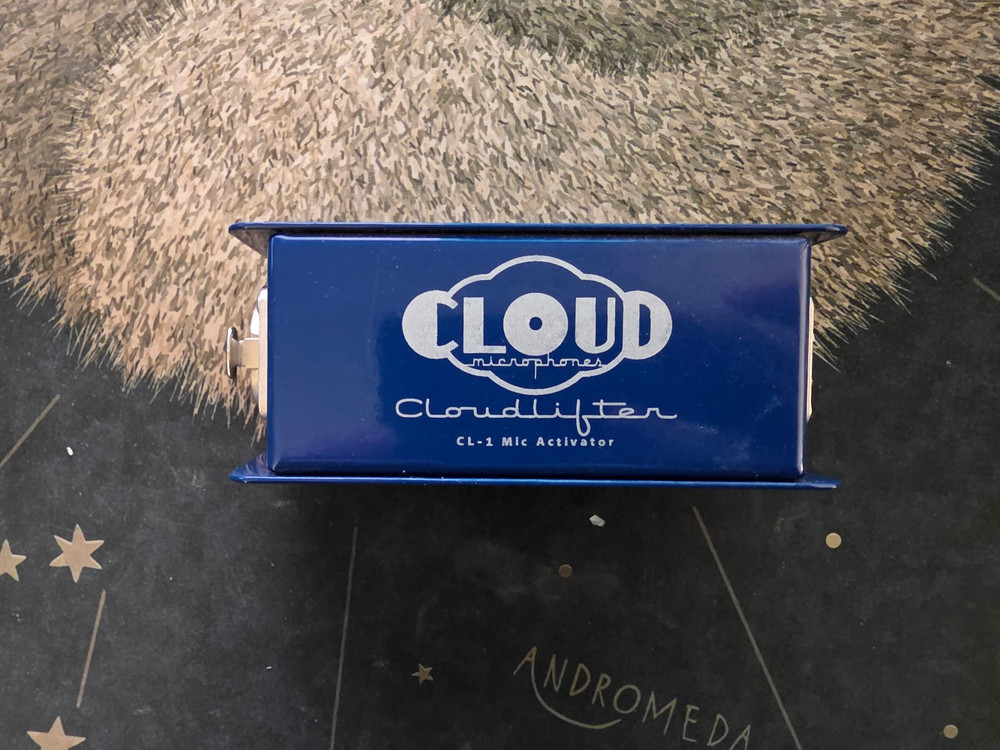 CLOUD
microphones
Cloudlifter
CL-1 Mic Activator
ANDROMEDA